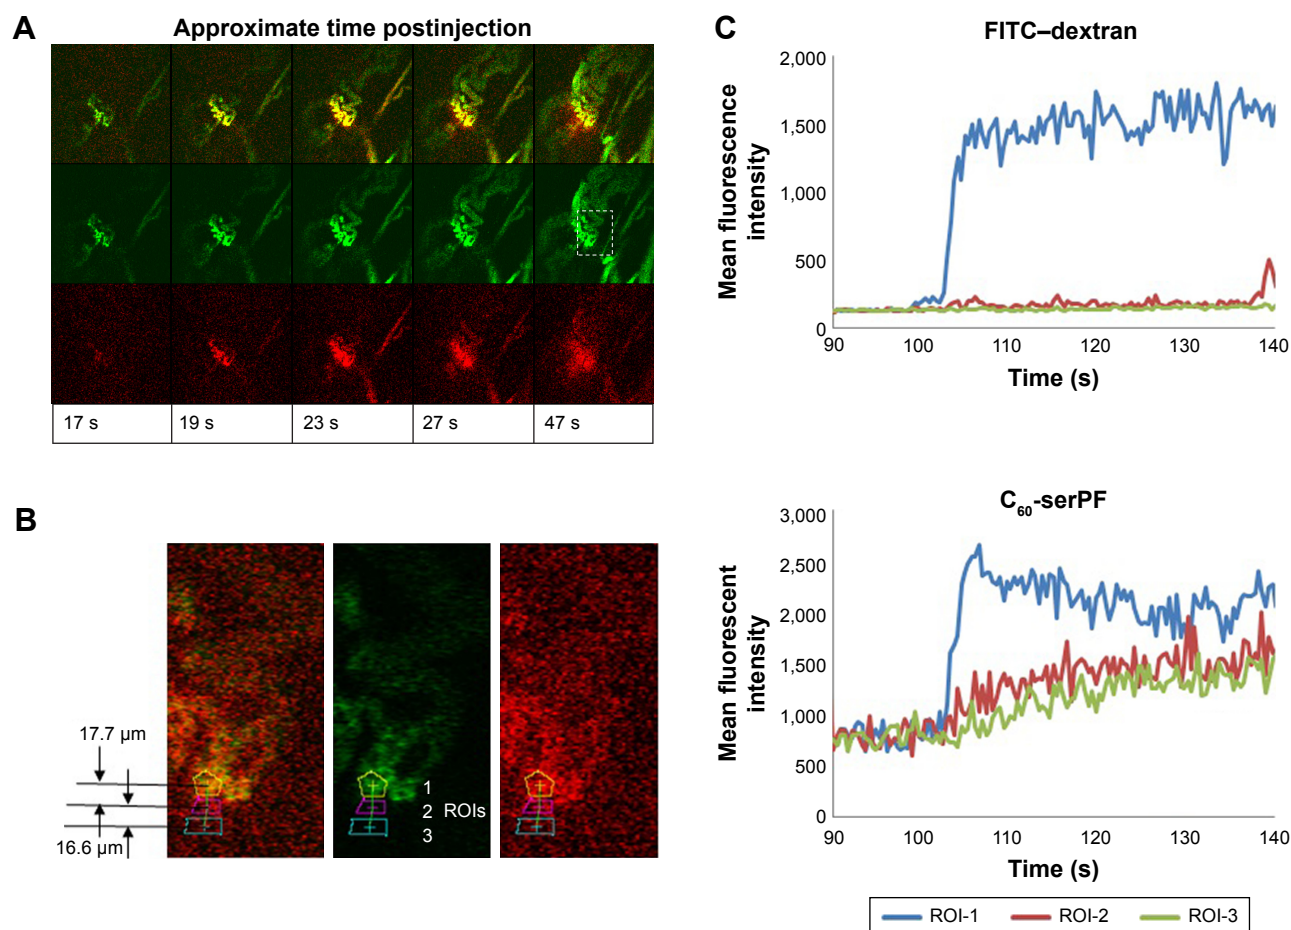 A
Approximate time postinjection
17 s
19 s
23 s
27 s
47 s
B
17.7 µm
16.6 µm
1
2 ROIs
3
C
FITC–dextran
Mean fluorescence
intensity
2,000
1,500
1,000
500
0
90 100 110 120 130 140
Time (s)
C60-serPF
Mean fluorescent
intensity
3,000
2,500
2,000
1,500
1,000
500
0
90 100 110 120 130 140
Time (s)
ROI-1 ROI-2 ROI-3